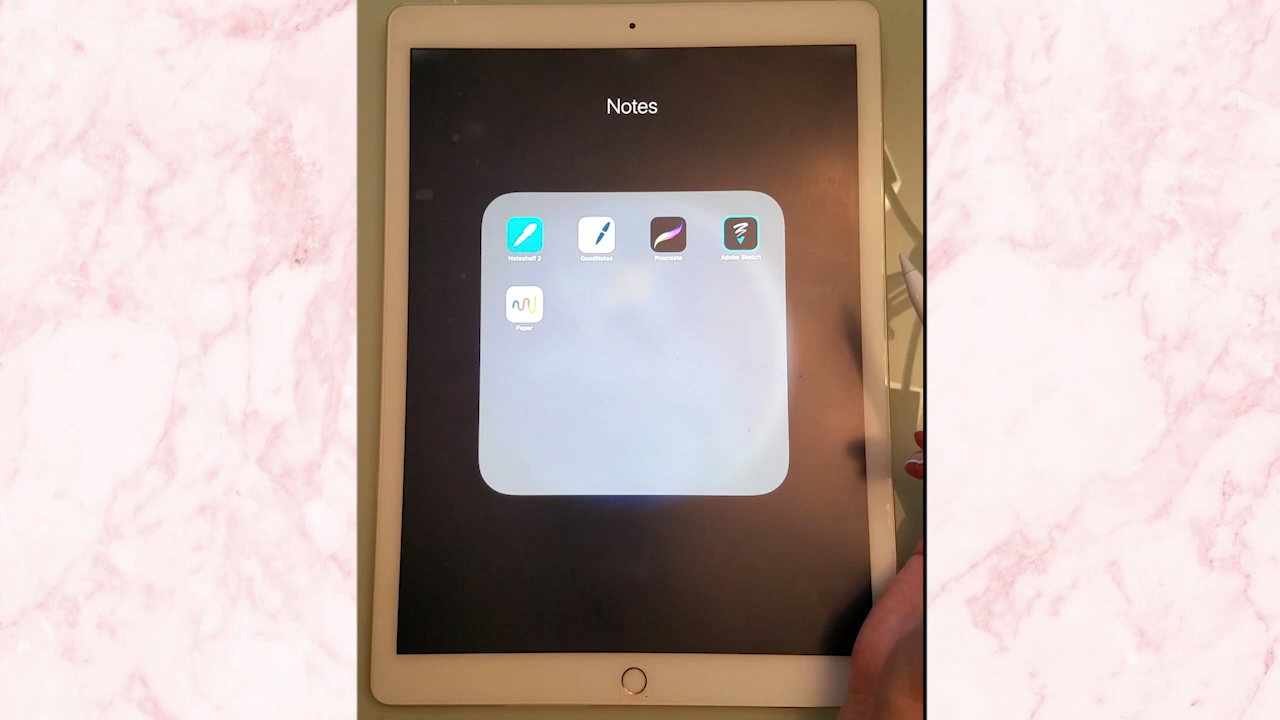 Notes
Noteshelf 2
GoodNotes
Procreate
Adobe Sketch
Paper